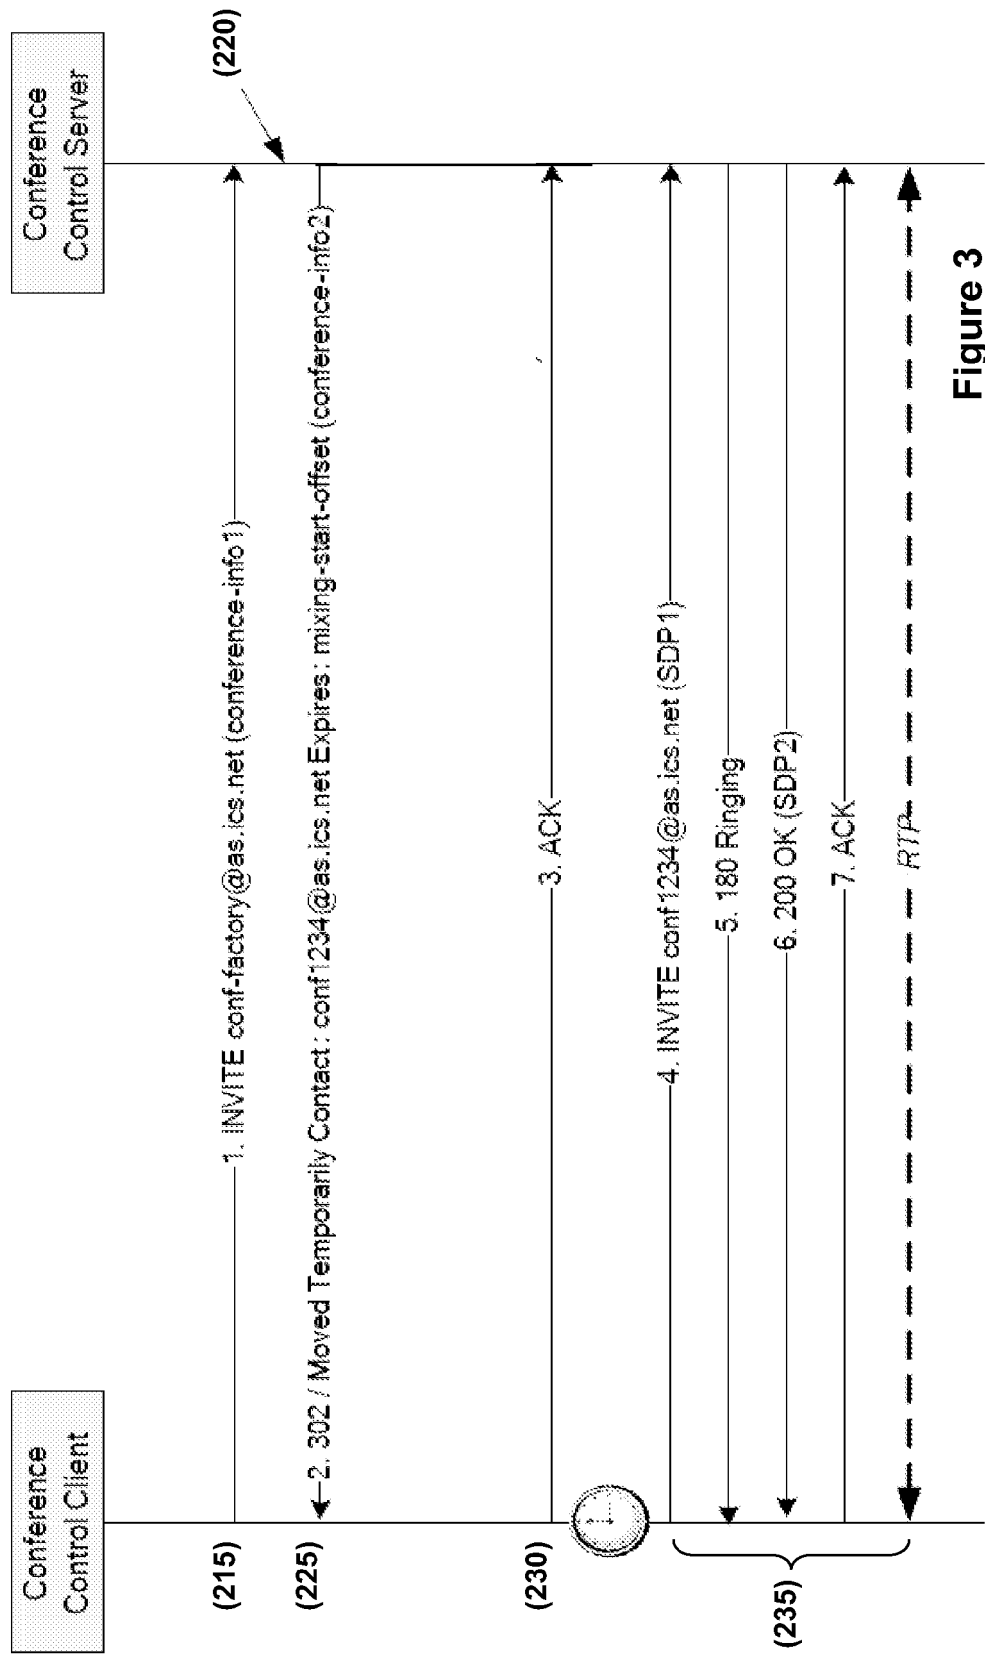 Conference
Control Client
Conference
Control Server
(215)
1. INVITE conf-factory@as.ics.net (conference-info1)
(220)
(225)
2. 302 / Moved Temporarily Contact: conf1234@as.ics.net Expires: mixing-start-offset (conference-info2)
(230)
3. ACK
4. INVITE conf1234@as.ics.net (SDP1)
5. 180 Ringing
(235)
6. 200 OK (SDP2)
7. ACK
RTP
Figure 3